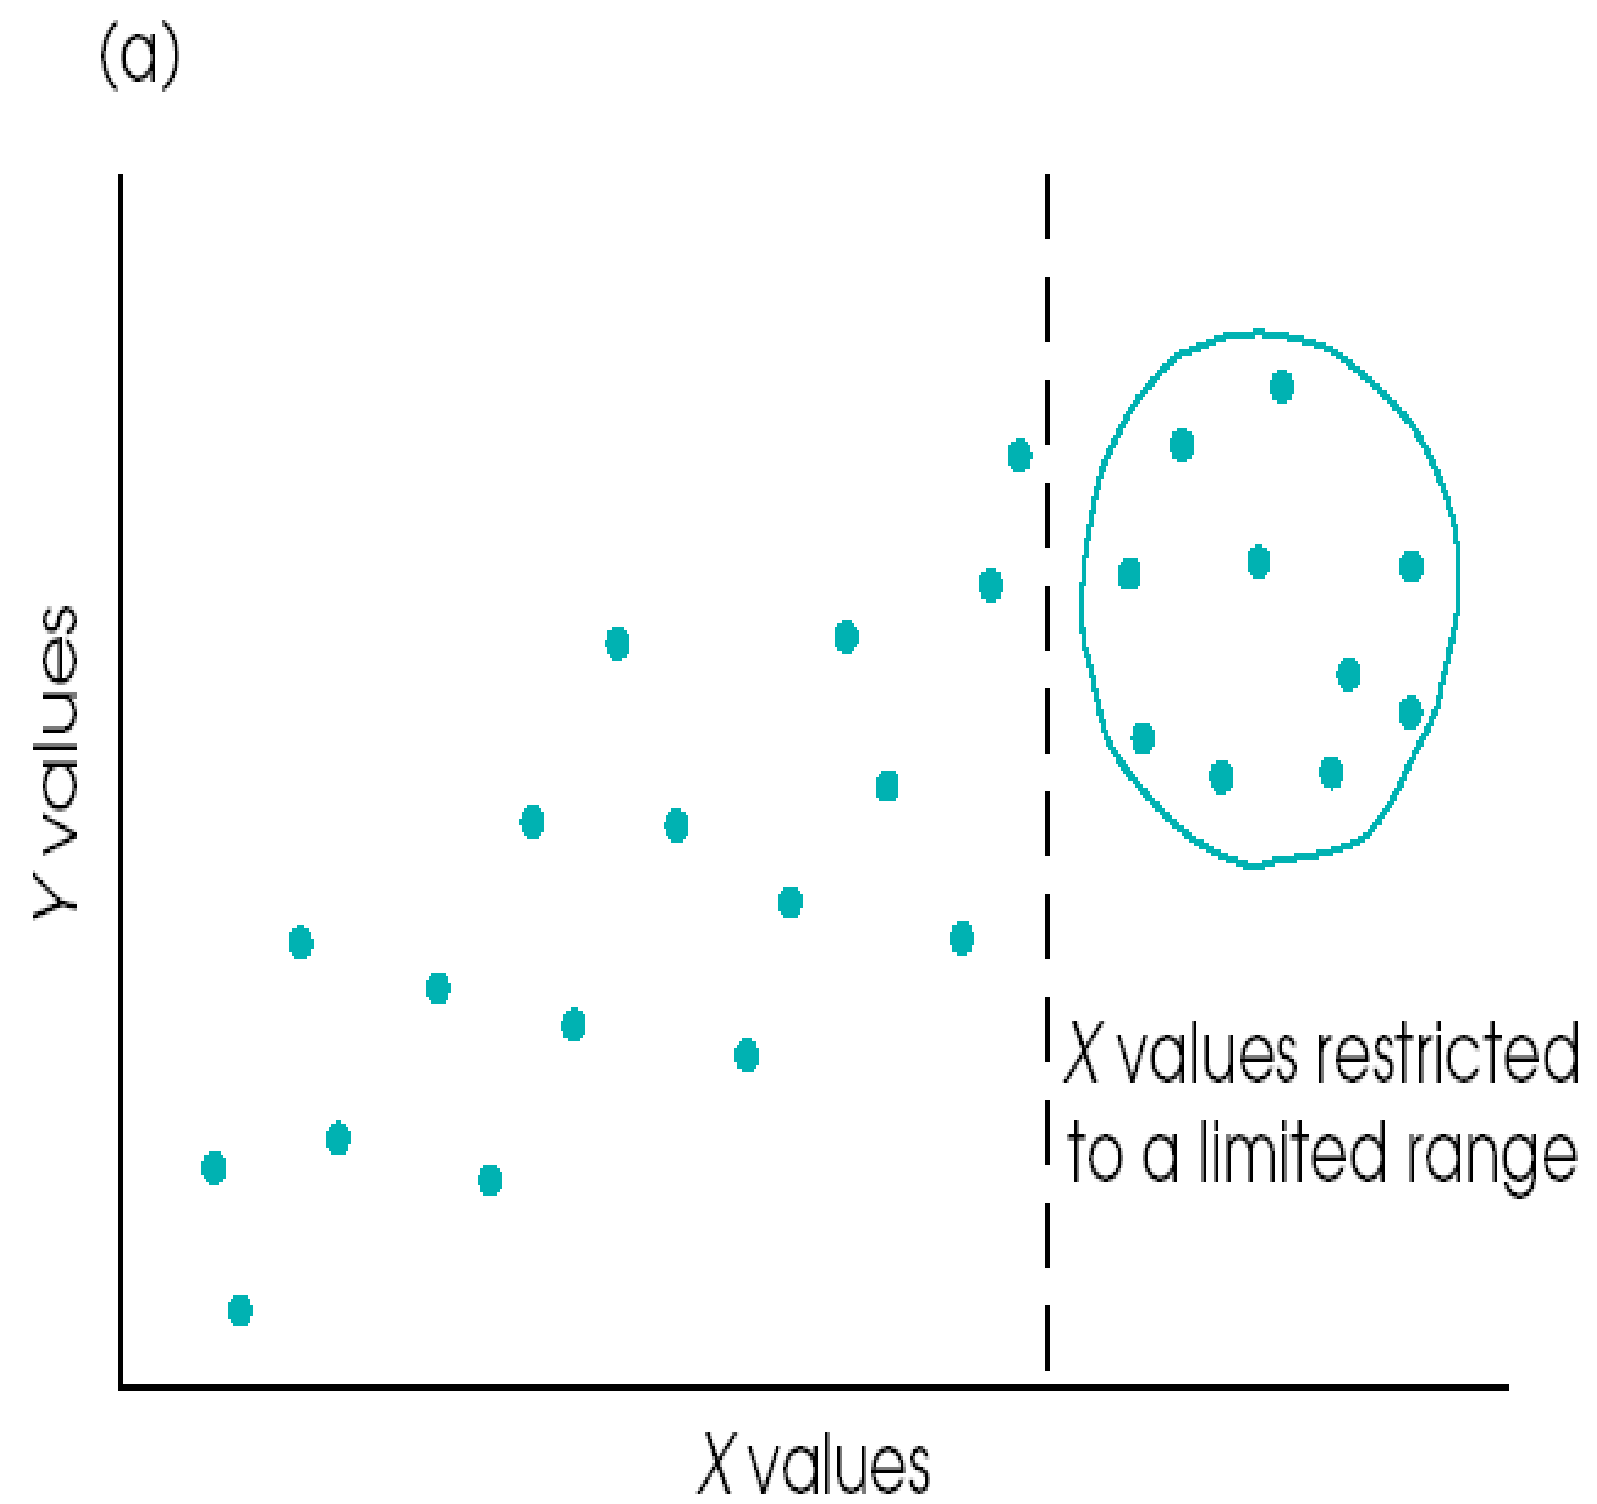 (a)
Y values
X values restricted
to a limited range
X values